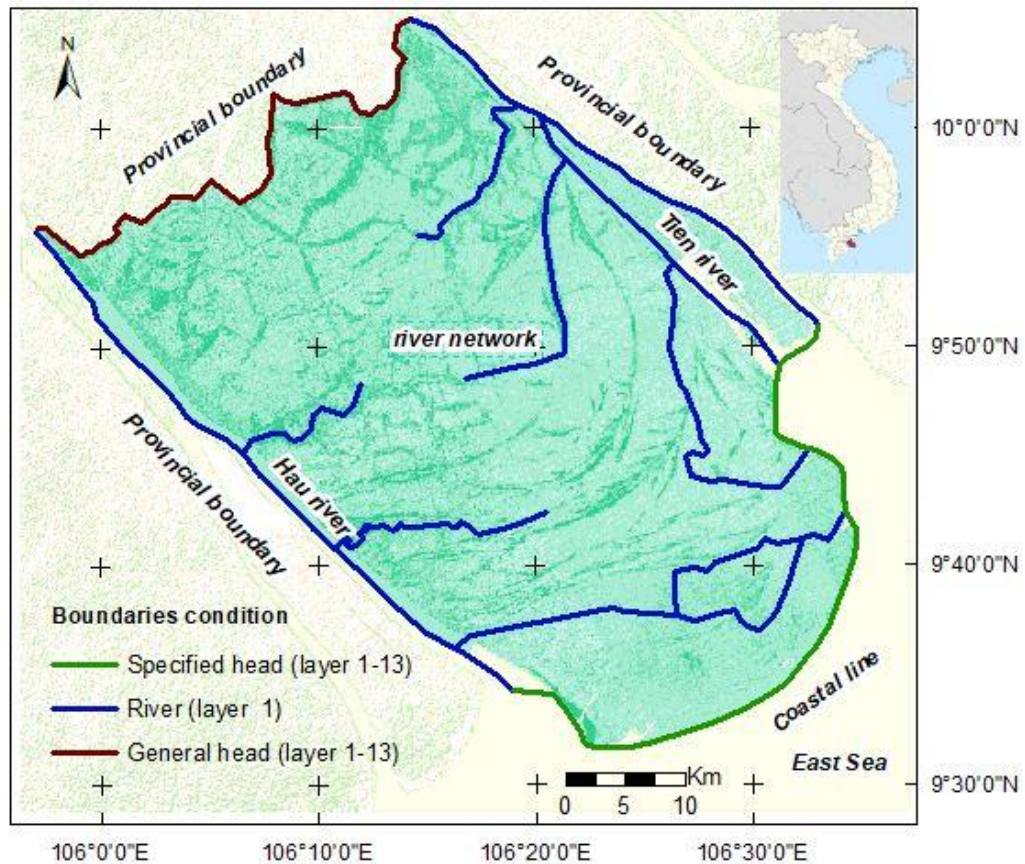 N
Provincial boundary
Provincial boundary
10°0'0"N
Tien river
river network
9°50'0"N
Provincial boundary
Hau river
9°40'0"N
Boundaries condition
Specified head (layer 1-13)
River (layer 1)
General head (layer 1-13)
Coastal line
East Sea
Km
0 5 10
9°30'0"N
106°0'0"E 106°10'0"E 106°20'0"E 106°30'0"E